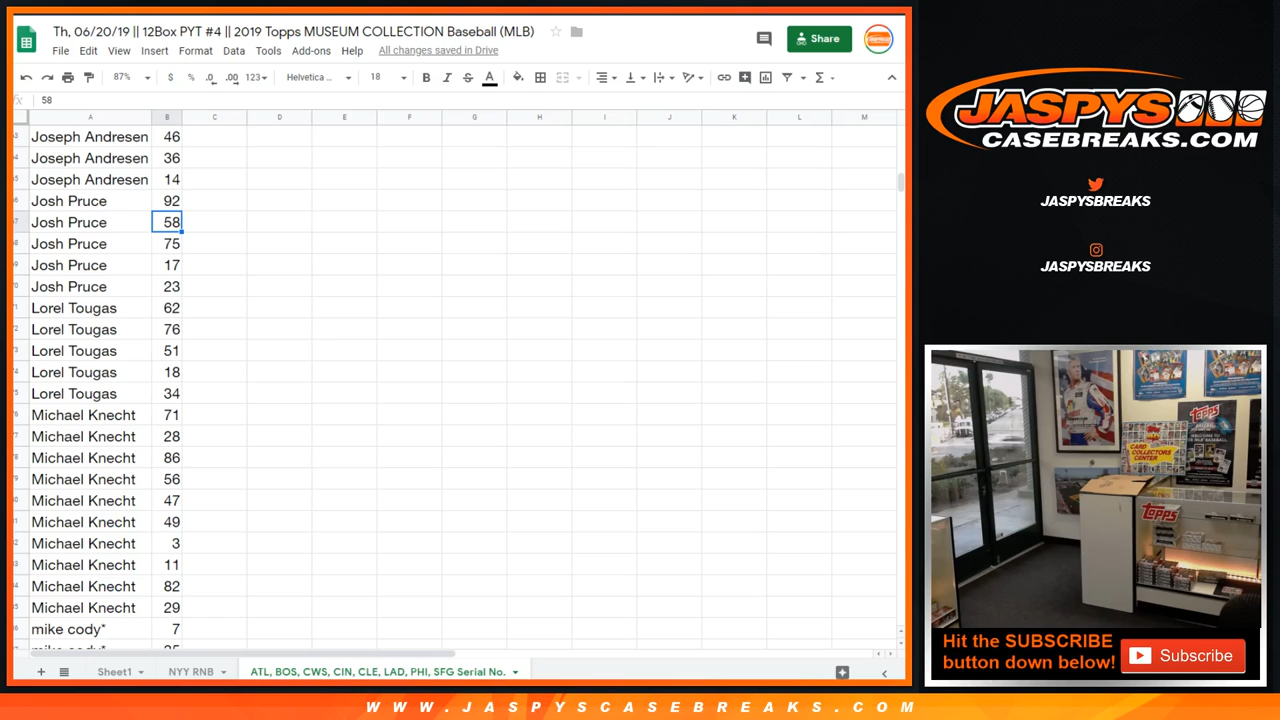 Th, 06/20/19 || 12Box PYT #4 || 2019 Topps MUSEUM COLLECTION Baseball (MLB)
File Edit View Insert Format Data Tools Add-ons Help All changes saved in Drive
Share
87% $ % .0 .00 123 Helvetica ... 18 B I S A
fx 58
A B C D E F G H I J K L M
Joseph Andresen 46
Joseph Andresen 36
Joseph Andresen 14
Josh Pruce 92
Josh Pruce 58
Josh Pruce 75
Josh Pruce 17
Josh Pruce 23
Lorel Tougas 62
Lorel Tougas 76
Lorel Tougas 51
Lorel Tougas 18
Lorel Tougas 34
Michael Knecht 71
Michael Knecht 28
Michael Knecht 86
Michael Knecht 56
Michael Knecht 47
Michael Knecht 49
Michael Knecht 3
Michael Knecht 11
Michael Knecht 82
Michael Knecht 29
mike cody* 7
Sheet1 NYY RNB ATL, BOS, CWS, CIN, CLE, LAD, PHI, SFG Serial No.
JASPYS
CASEBREAKS.COM
JASPYSBREAKS
JASPYSBREAKS
TOPPS
CARD
COLLECTORS
CENTER
TOPPS
Hit the SUBSCRIBE
button down below!
Subscribe
WWW.JASPYSCASEBREAKS.COM